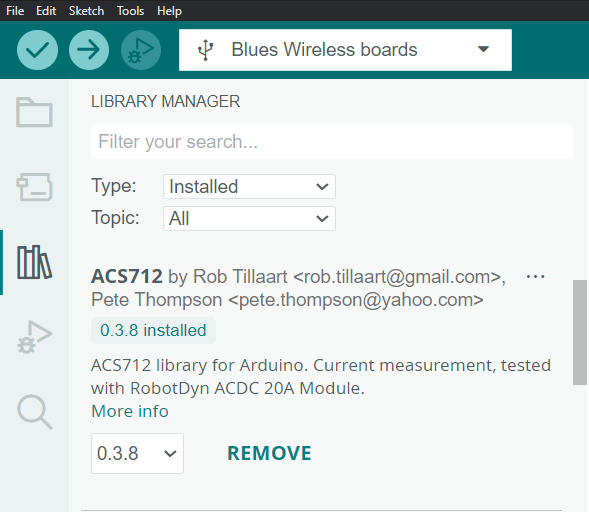 File Edit Sketch Tools Help
Blues Wireless boards
LIBRARY MANAGER
Filter your search...
Type: Installed
Topic: All
ACS712 by Rob Tillaart <rob.tillaart@gmail.com>, ...
Pete Thompson <pete.thompson@yahoo.com>
0.3.8 installed
ACS712 library for Arduino. Current measurement, tested
with RobotDyn ACDC 20A Module.
More info
0.3.8 REMOVE